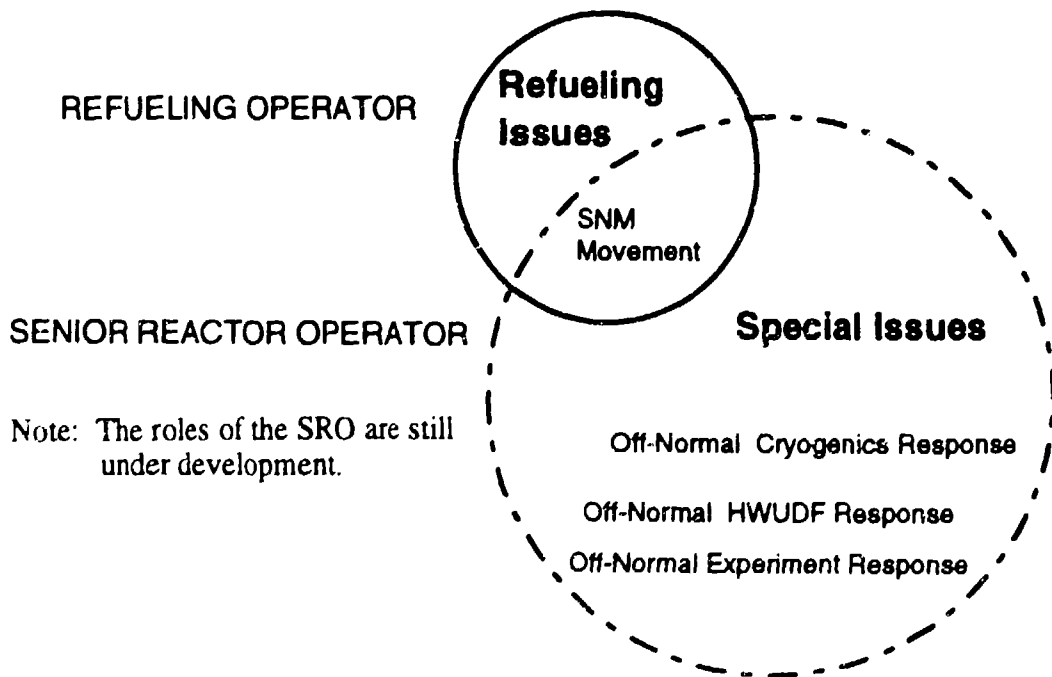 REFUELING OPERATOR
Refueling
Issues
SNM
Movement
SENIOR REACTOR OPERATOR
Special Issues
Note: The roles of the SRO are still
under development.
Off-Normal Cryogenics Response
Off-Normal HWUDF Response
Off-Normal Experiment Response